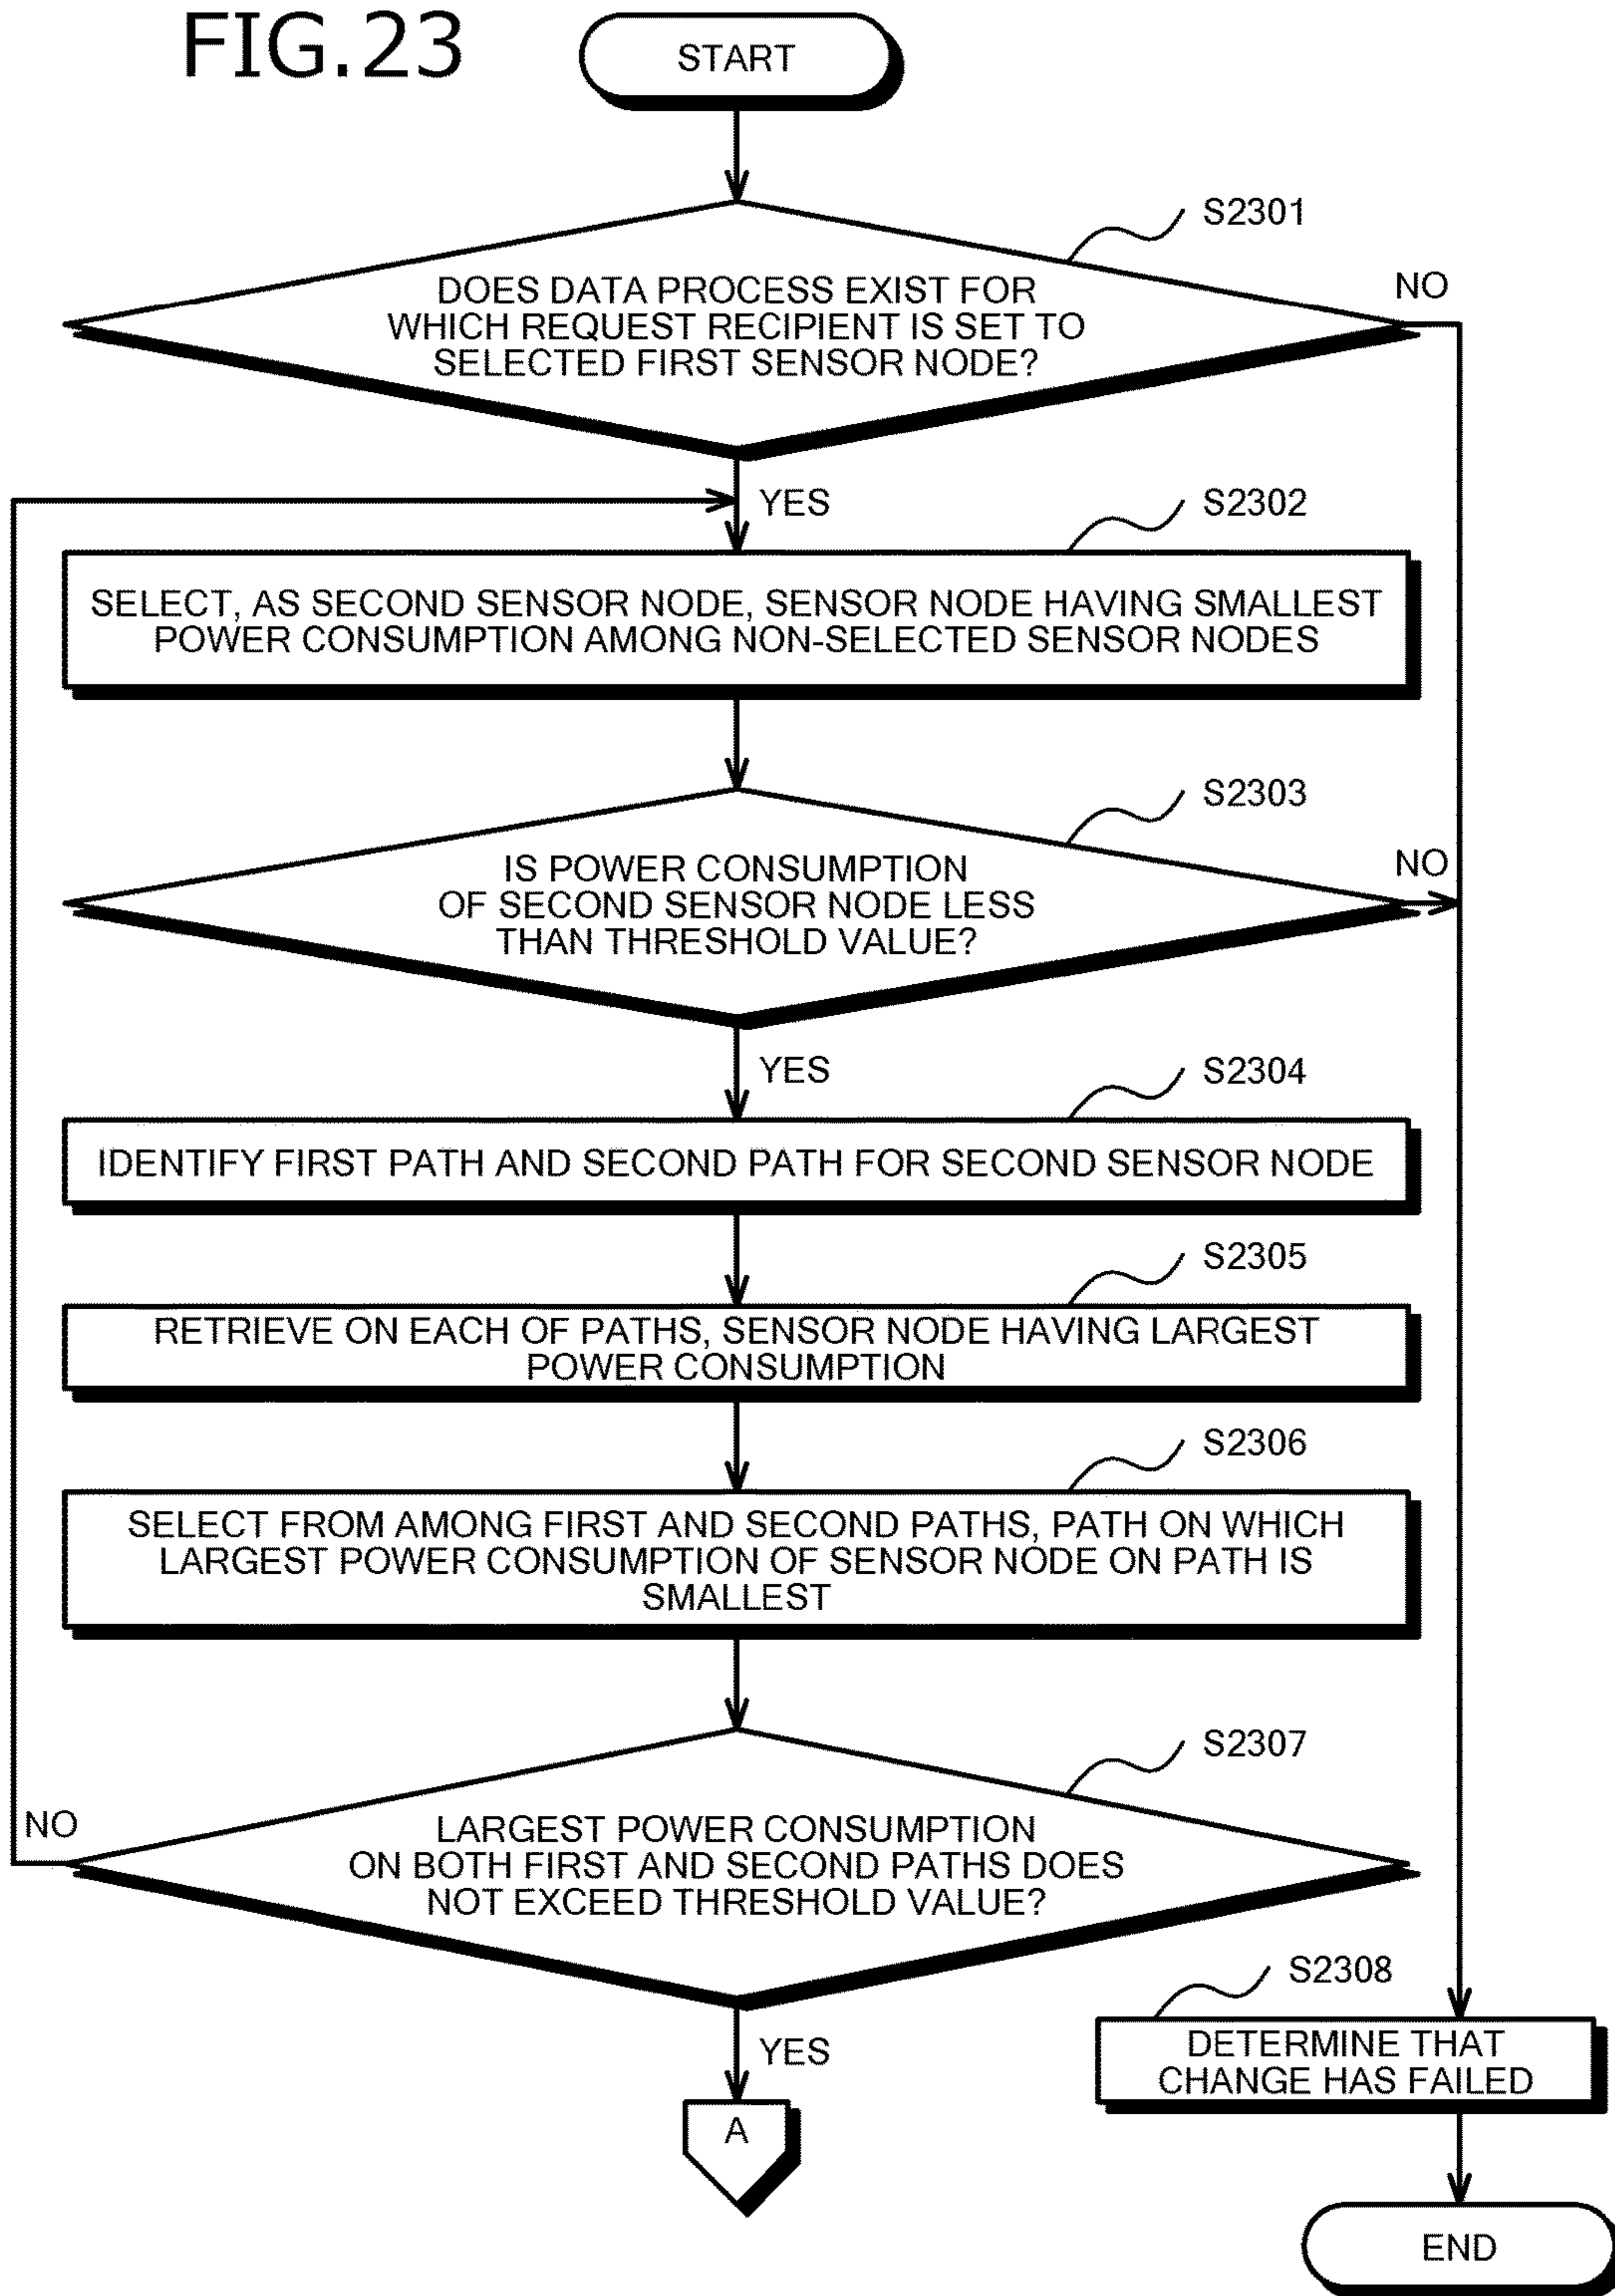 FIG.23
START
S2301
DOES DATA PROCESS EXIST FOR
WHICH REQUEST RECIPIENT IS SET TO
SELECTED FIRST SENSOR NODE?
NO
YES
S2302
SELECT, AS SECOND SENSOR NODE, SENSOR NODE HAVING SMALLEST
POWER CONSUMPTION AMONG NON-SELECTED SENSOR NODES
S2303
IS POWER CONSUMPTION
OF SECOND SENSOR NODE LESS
THAN THRESHOLD VALUE?
NO
YES
S2304
IDENTIFY FIRST PATH AND SECOND PATH FOR SECOND SENSOR NODE
S2305
RETRIEVE ON EACH OF PATHS, SENSOR NODE HAVING LARGEST
POWER CONSUMPTION
S2306
SELECT FROM AMONG FIRST AND SECOND PATHS, PATH ON WHICH
LARGEST POWER CONSUMPTION OF SENSOR NODE ON PATH IS
SMALLEST
S2307
NO
LARGEST POWER CONSUMPTION
ON BOTH FIRST AND SECOND PATHS DOES
NOT EXCEED THRESHOLD VALUE?
YES
A
S2308
DETERMINE THAT
CHANGE HAS FAILED
END